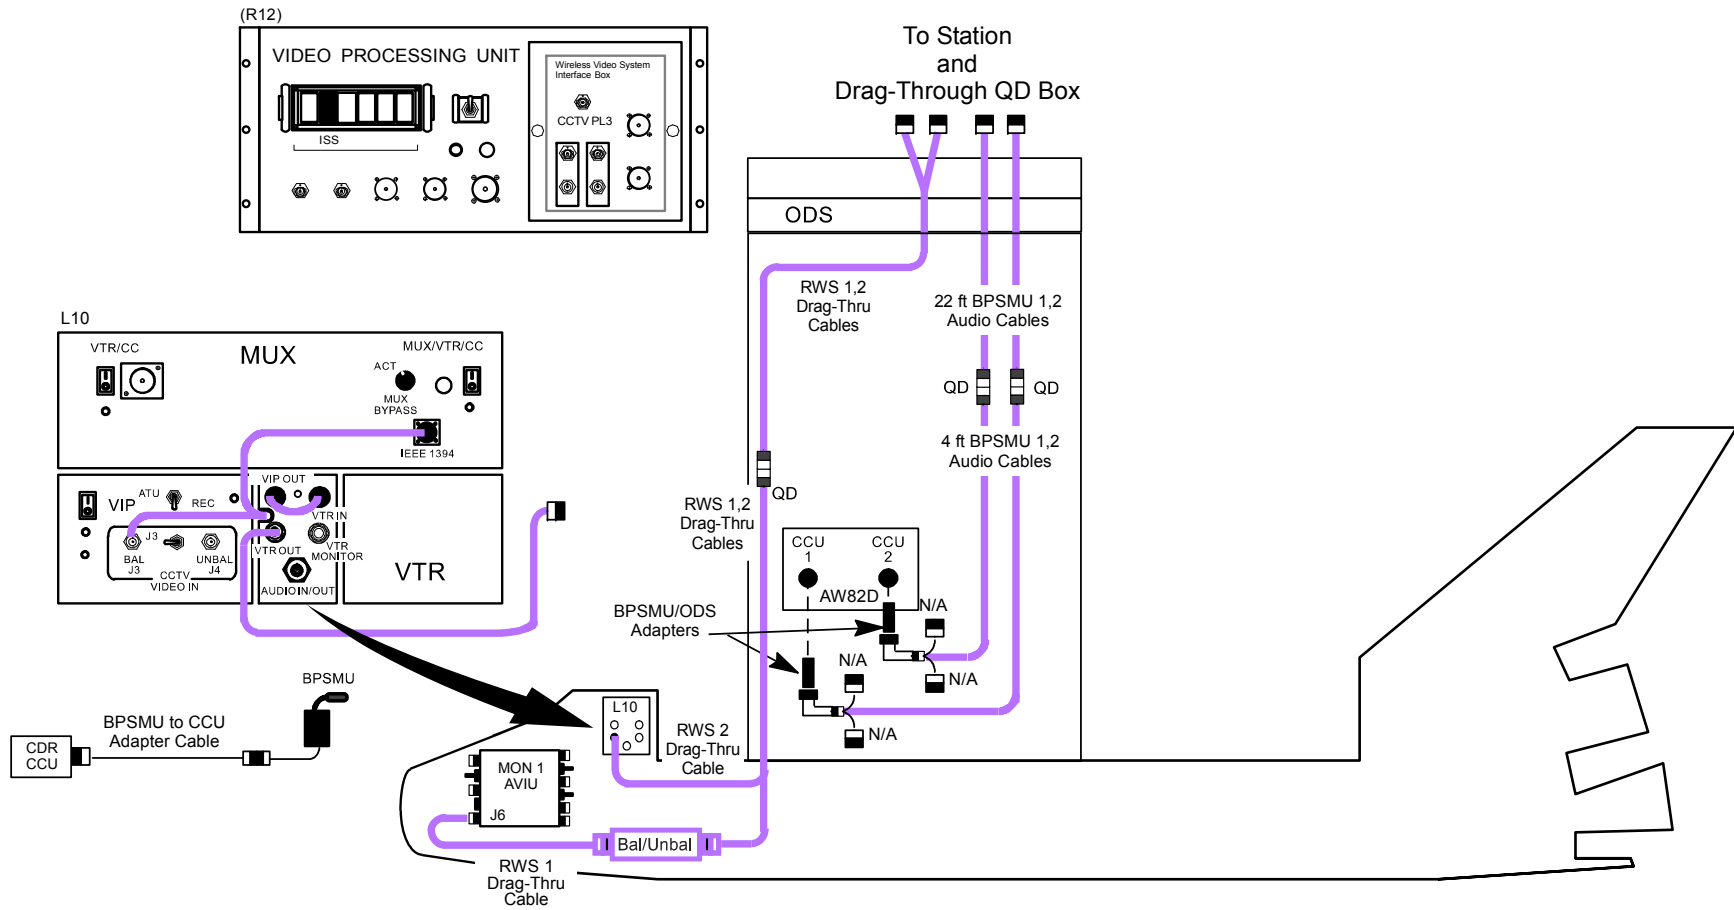 (R12)
VIDEO PROCESSING UNIT
ISS
Wireless Video System
Interface Box
CCTV PL3
To Station
and
Drag-Through QD Box
ODS
RWS 1,2
Drag-Thru
Cables
22 ft BPSMU 1,2
Audio Cables
QD
QD
4 ft BPSMU 1,2
Audio Cables
QD
RWS 1,2
Drag-Thru
Cables
L10
VTR/CC
MUX
MUX/VTR/CC
ACT
MUX
BYPASS
IEEE 1394
VIP
ATU
REC
J3
BAL
J3
UNBAL
J4
CCTV
VIDEO IN
VIP OUT
VTR IN
VTR OUT
VTR
MONITOR
AUDIO IN/OUT
VTR
CCU
1
CCU
2
AW82D
BPSMU/ODS
Adapters
N/A
N/A
N/A
N/A
BPSMU
BPSMU to CCU
Adapter Cable
CDR
CCU
L10
RWS 2
Drag-Thru
Cable
MON 1
AVIU
J6
Bal/Unbal
RWS 1
Drag-Thru
Cable